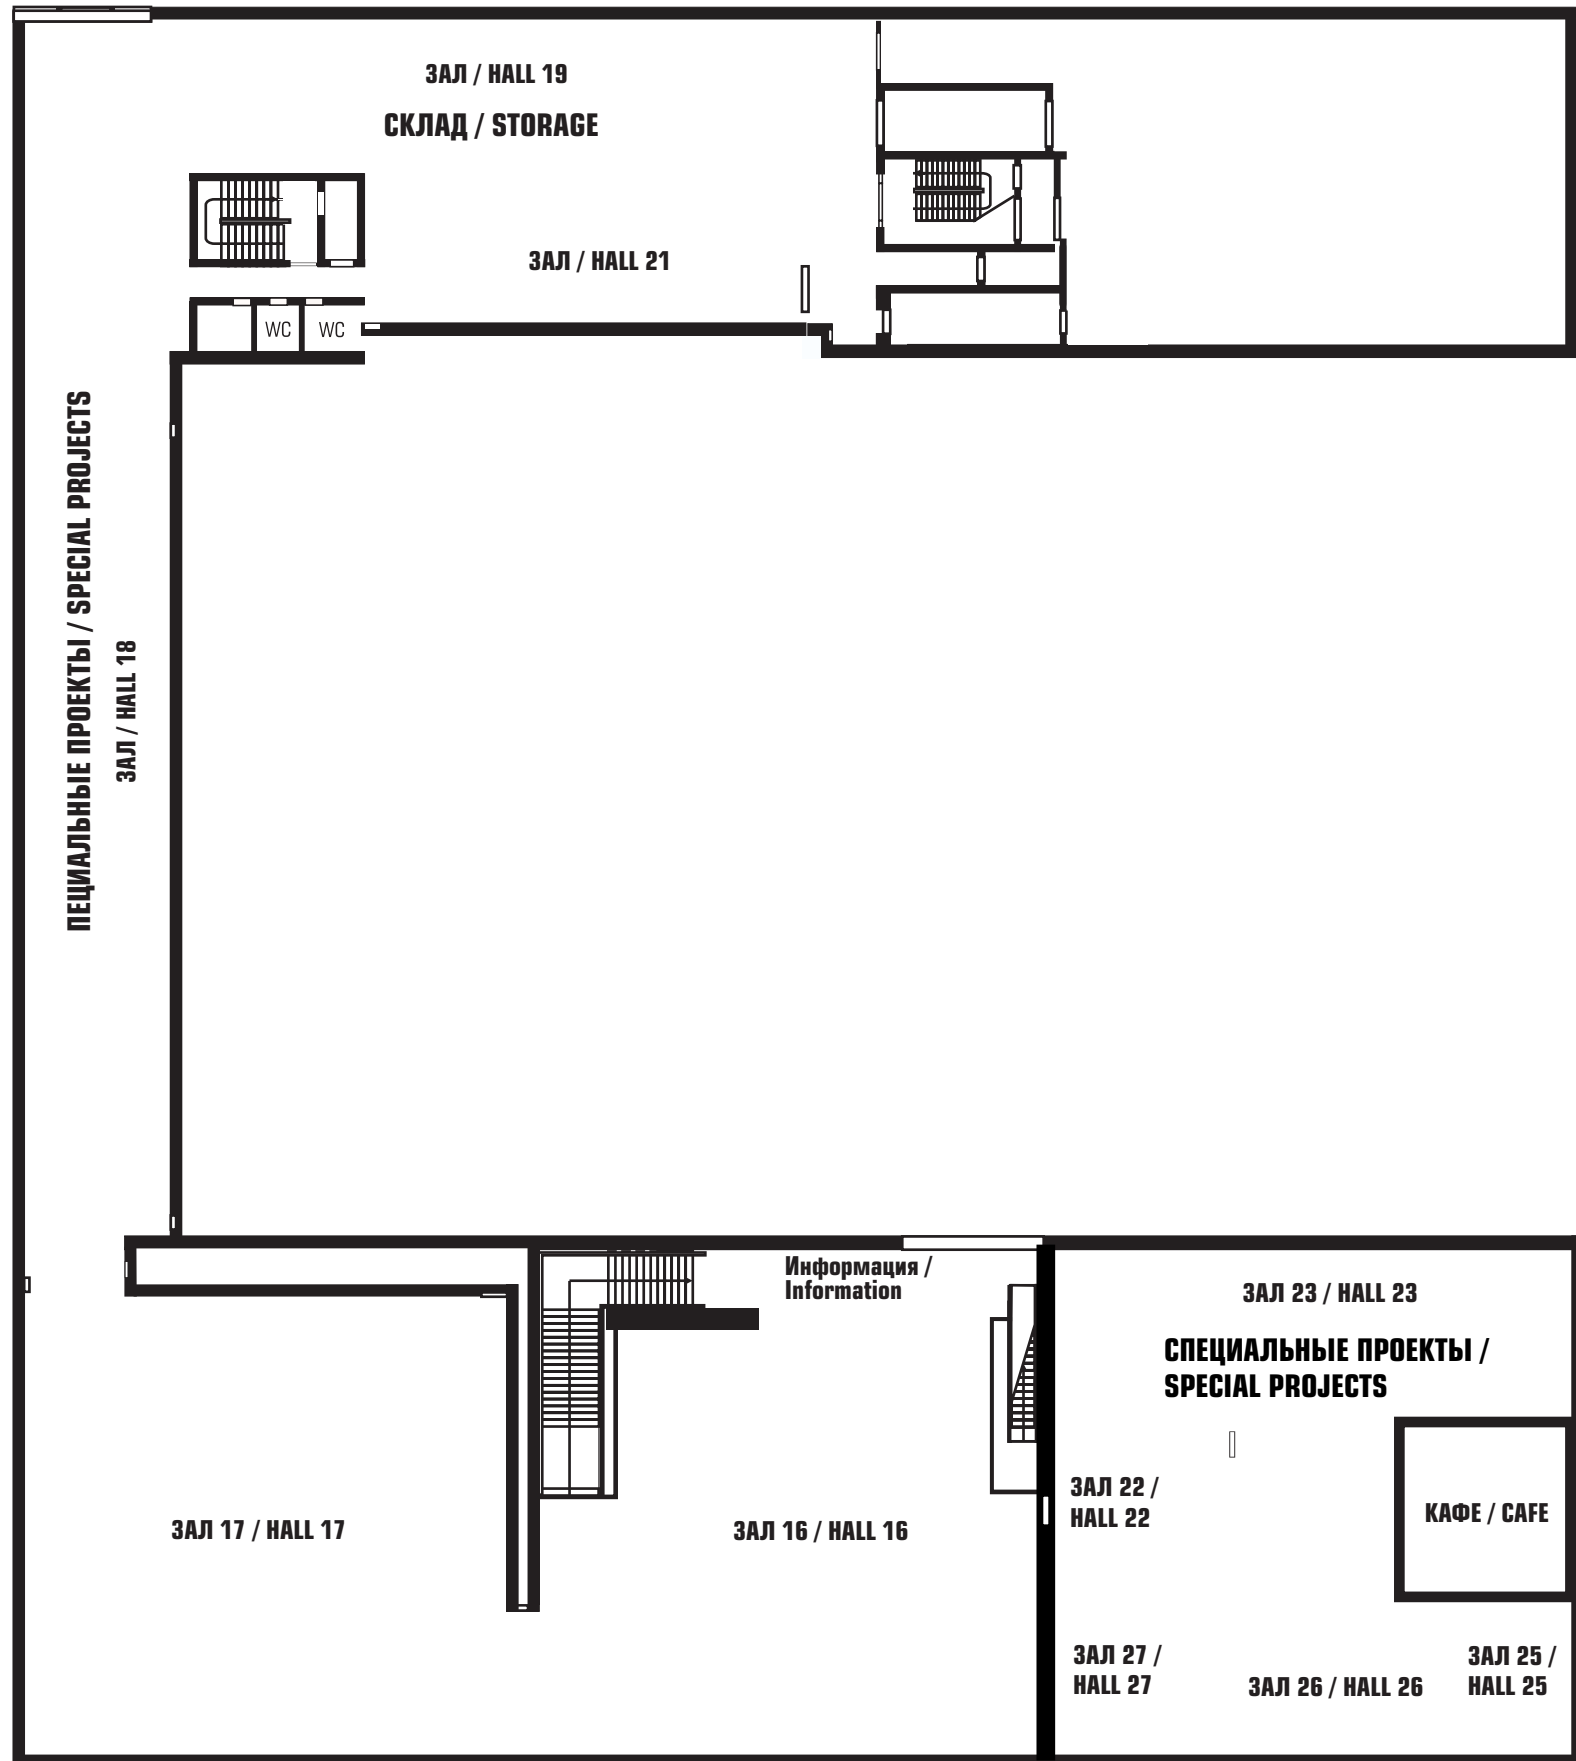 ЗАЛ / HALL 19
СКЛАД / STORAGE
ЗАЛ / HALL 21
WC
WC
ПЕЦИАЛЬНЫЕ ПРОЕКТЫ / SPECIAL PROJECTS
ЗАЛ / HALL 18
Информация /
Information
ЗАЛ 23 / HALL 23
СПЕЦИАЛЬНЫЕ ПРОЕКТЫ /
SPECIAL PROJECTS
ЗАЛ 22 /
HALL 22
КАФЕ / CAFE
ЗАЛ 17 / HALL 17
ЗАЛ 16 / HALL 16
ЗАЛ 27 /
HALL 27
ЗАЛ 26 / HALL 26
ЗАЛ 25 /
HALL 25